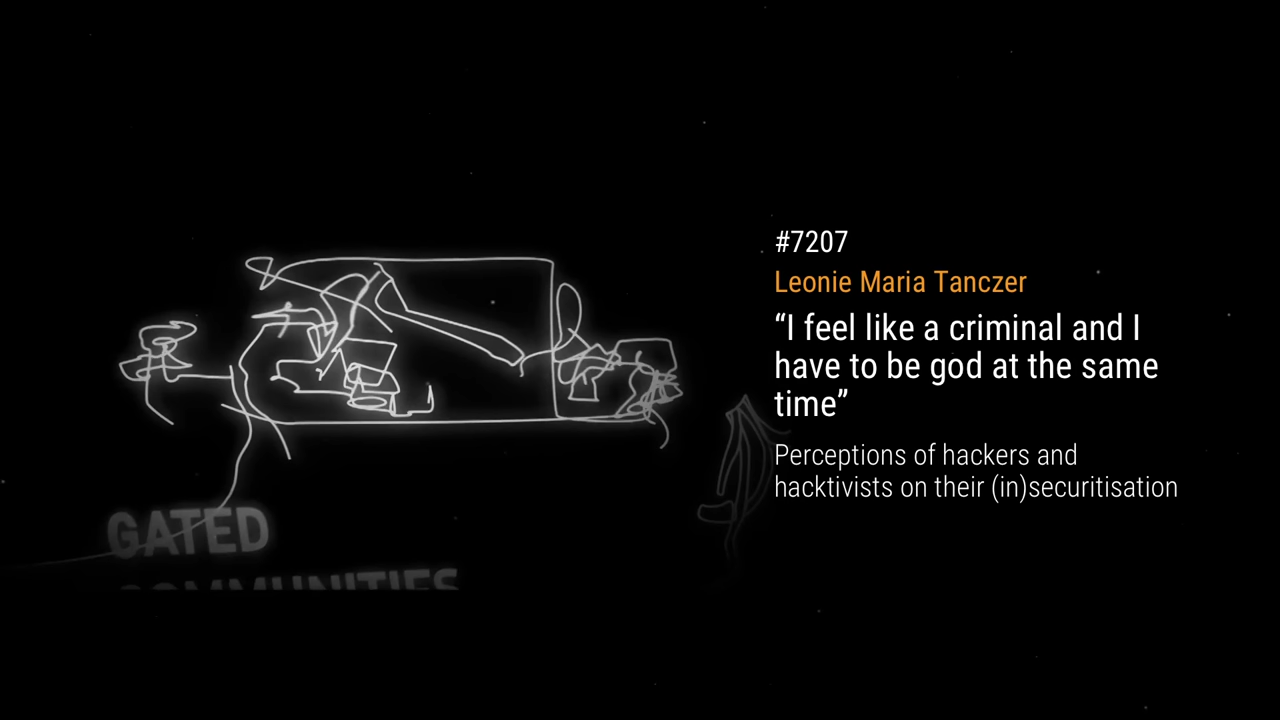 #7207
Leonie Maria Tanczer
“I feel like a criminal and I
have to be god at the same
time”
Perceptions of hackers and
hacktivists on their (in)securitisation
GATED
COMMUNITIES